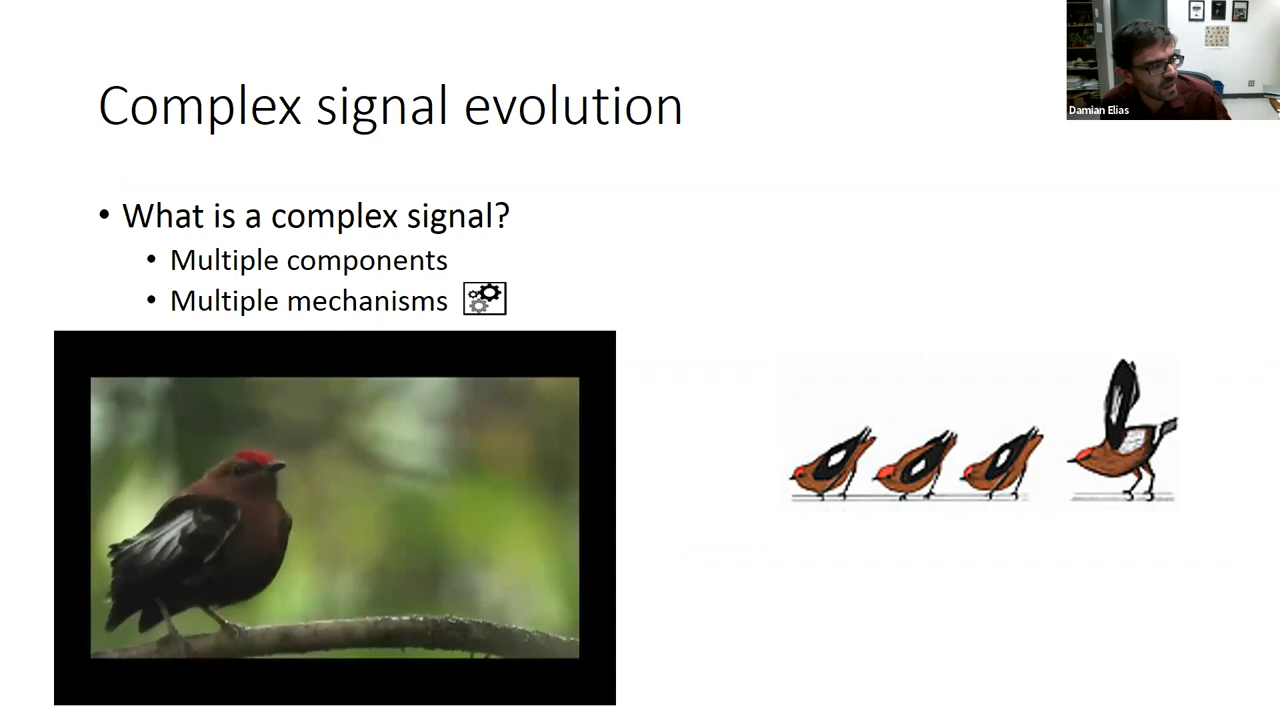 Complex signal evolution
Damian Elias
• What is a complex signal?
• Multiple components
• Multiple mechanisms